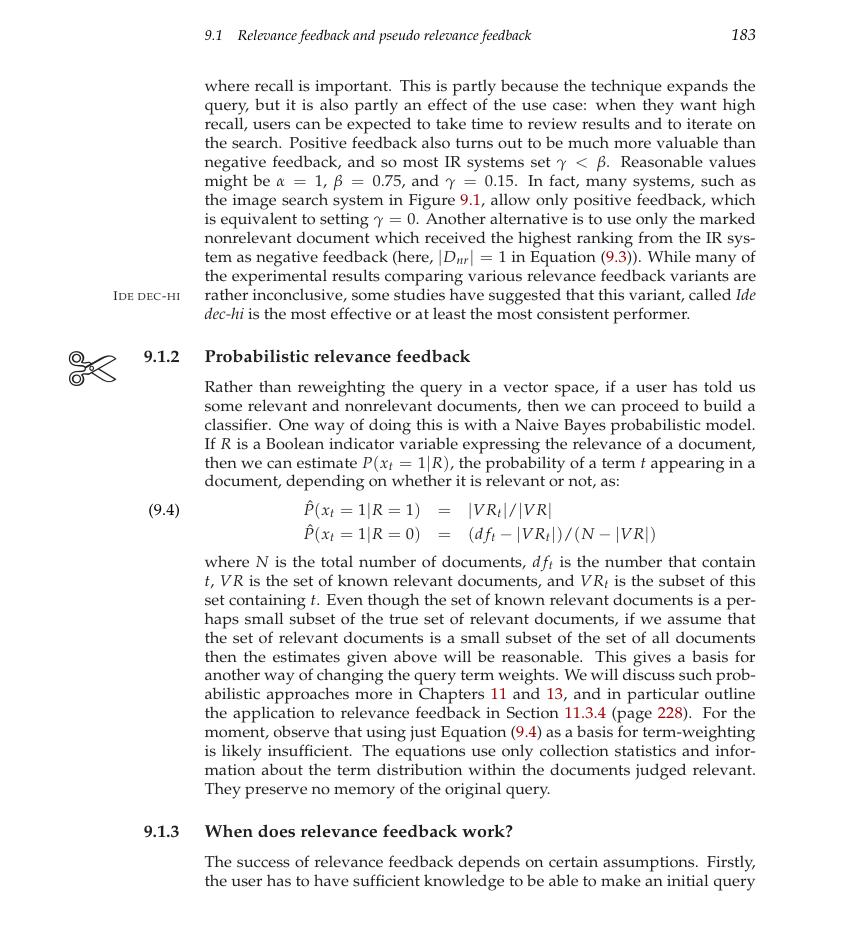 9.1 Relevance feedback and pseudo relevance feedback 183
where recall is important. This is partly because the technique expands the
query, but it is also partly an effect of the use case: when they want high
recall, users can be expected to take time to review results and to iterate on
the search. Positive feedback also turns out to be much more valuable than
negative feedback, and so most IR systems set γ < β. Reasonable values
might be α = 1, β = 0.75, and γ = 0.15. In fact, many systems, such as
the image search system in Figure 9.1, allow only positive feedback, which
is equivalent to setting γ = 0. Another alternative is to use only the marked
nonrelevant document which received the highest ranking from the IR sys-
tem as negative feedback (here, |Dnr| = 1 in Equation (9.3)). While many of
the experimental results comparing various relevance feedback variants are
IDE DEC-HI rather inconclusive, some studies have suggested that this variant, called Ide
dec-hi is the most effective or at least the most consistent performer.
9.1.2 Probabilistic relevance feedback
Rather than reweighting the query in a vector space, if a user has told us
some relevant and nonrelevant documents, then we can proceed to build a
classifier. One way of doing this is with a Naive Bayes probabilistic model.
If R is a Boolean indicator variable expressing the relevance of a document,
then we can estimate P(xt = 1|R), the probability of a term t appearing in a
document, depending on whether it is relevant or not, as:
(9.4) P̂(xt = 1|R = 1) = |VRt|/|VR|
P̂(xt = 1|R = 0) = (dft − |VRt|)/(N − |VR|)
where N is the total number of documents, dft is the number that contain
t, VR is the set of known relevant documents, and VRt is the subset of this
set containing t. Even though the set of known relevant documents is a per-
haps small subset of the true set of relevant documents, if we assume that
the set of relevant documents is a small subset of the set of all documents
then the estimates given above will be reasonable. This gives a basis for
another way of changing the query term weights. We will discuss such prob-
abilistic approaches more in Chapters 11 and 13, and in particular outline
the application to relevance feedback in Section 11.3.4 (page 228). For the
moment, observe that using just Equation (9.4) as a basis for term-weighting
is likely insufficient. The equations use only collection statistics and infor-
mation about the term distribution within the documents judged relevant.
They preserve no memory of the original query.
9.1.3 When does relevance feedback work?
The success of relevance feedback depends on certain assumptions. Firstly,
the user has to have sufficient knowledge to be able to make an initial query